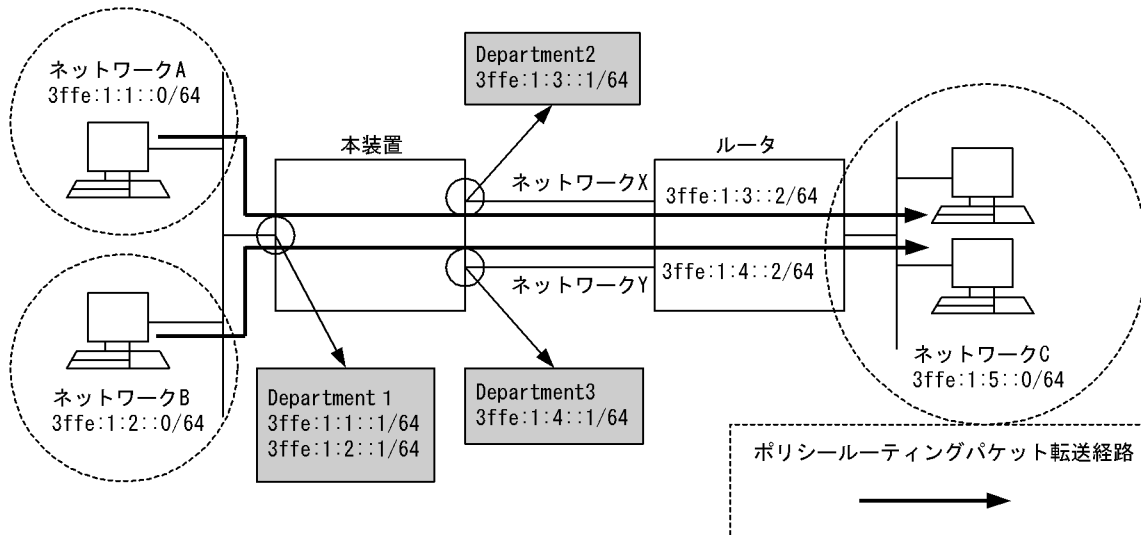 ネットワークA
3ffe:1:1::0/64
Department2
3ffe:1:3::1/64
本装置
ルータ
ネットワークX
3ffe:1:3::2/64
ネットワークY
3ffe:1:4::2/64
ネットワークB
3ffe:1:2::0/64
Department 1
3ffe:1:1::1/64
3ffe:1:2::1/64
Department3
3ffe:1:4::1/64
ネットワークC
3ffe:1:5::0/64
ポリシールーティングパケット転送経路